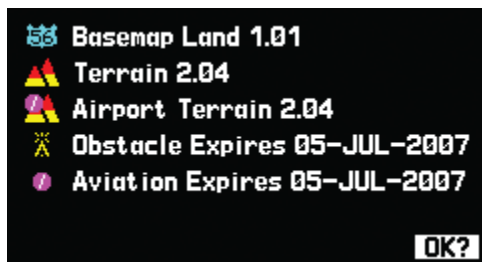 56 Basemap Land 1.01
Terrain 2.04
Airport Terrain 2.04
Obstacle Expires 05-JUL-2007
Aviation Expires 05-JUL-2007
OK?